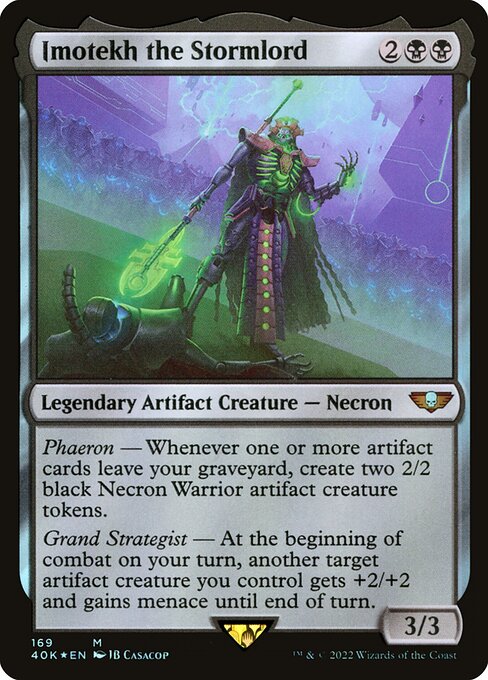 Imotekh the Stormlord 2
Legendary Artifact Creature — Necron
Phaeron — Whenever one or more artifact
cards leave your graveyard, create two 2/2
black Necron Warrior artifact creature
tokens.
Grand Strategist — At the beginning of
combat on your turn, another target
artifact creature you control gets +2/+2
and gains menace until end of turn.
3/3
169 M
40K★EN IB Casacop
™ & © 2022 Wizards of the Coast